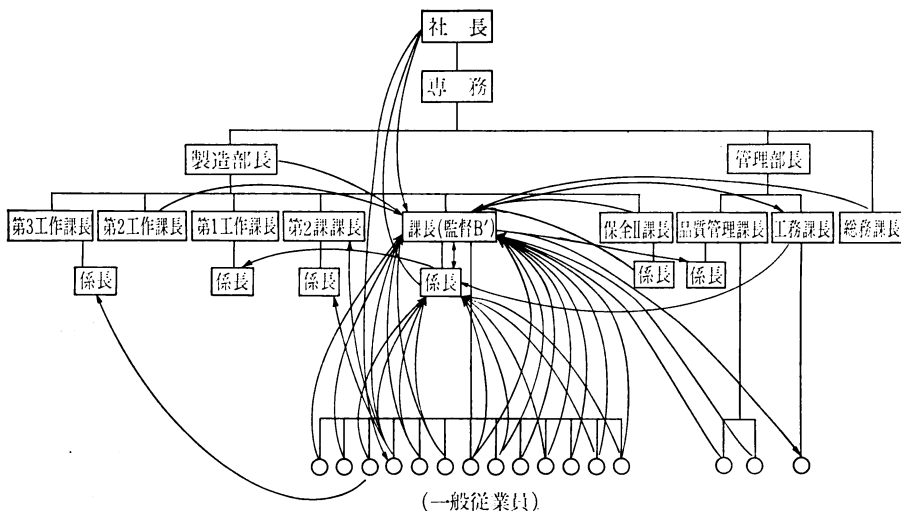 社長
専務
製造部長
管理部長
第3工作課長
第2工作課長
第1工作課長
第2課課長
課長(監督B′)
保全II課長
品質管理課長
工務課長
総務課長
係長
係長
係長
係長
係長
係長
(一般従業員)